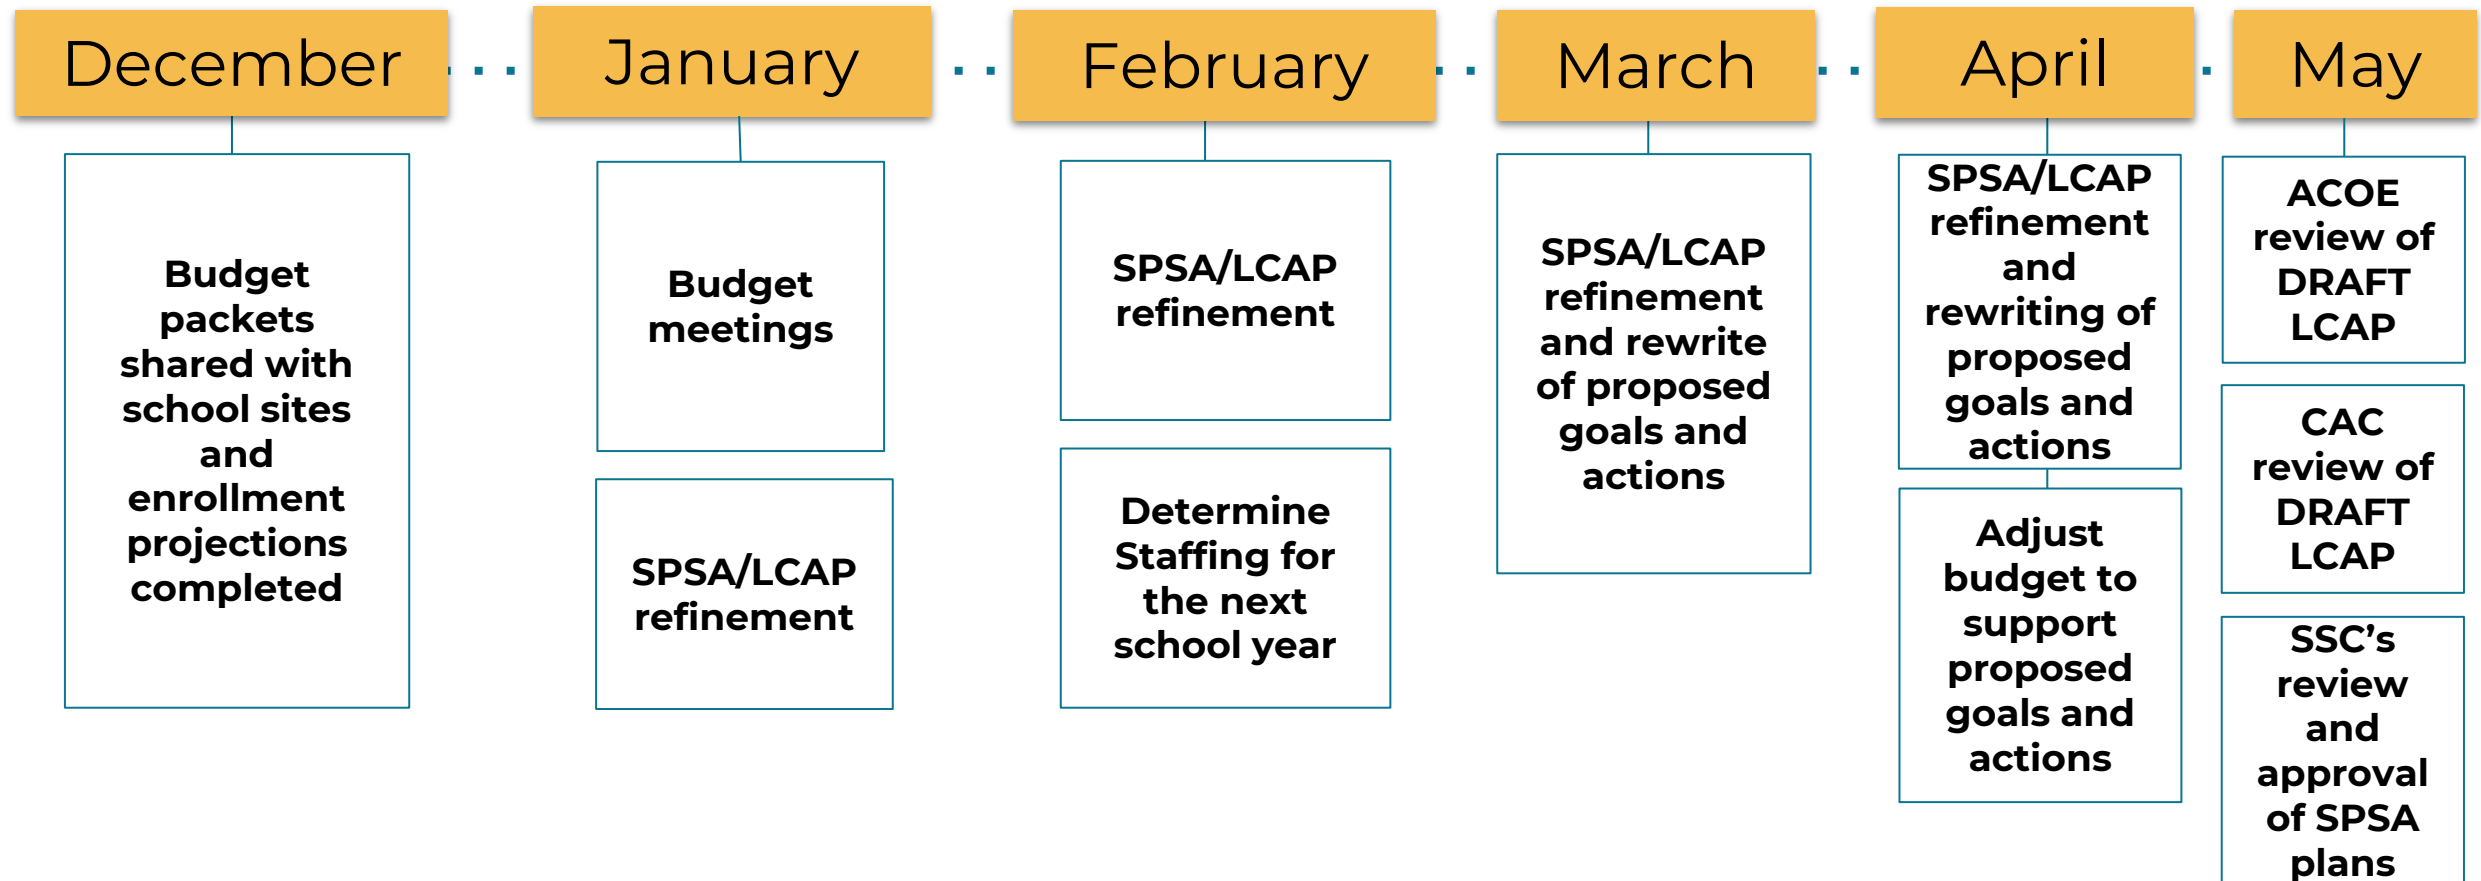 December
January
February
March
April
May
Budget
packets
shared with
school sites
and
enrollment
projections
completed
Budget
meetings
SPSA/LCAP
refinement
SPSA/LCAP
refinement
Determine
Staffing for
the next
school year
SPSA/LCAP
refinement
and rewrite
of proposed
goals and
actions
SPSA/LCAP
refinement
and
rewriting of
proposed
goals and
actions
Adjust
budget to
support
proposed
goals and
actions
ACOE
review of
DRAFT
LCAP
CAC
review of
DRAFT
LCAP
SSC’s
review
and
approval
of SPSA
plans